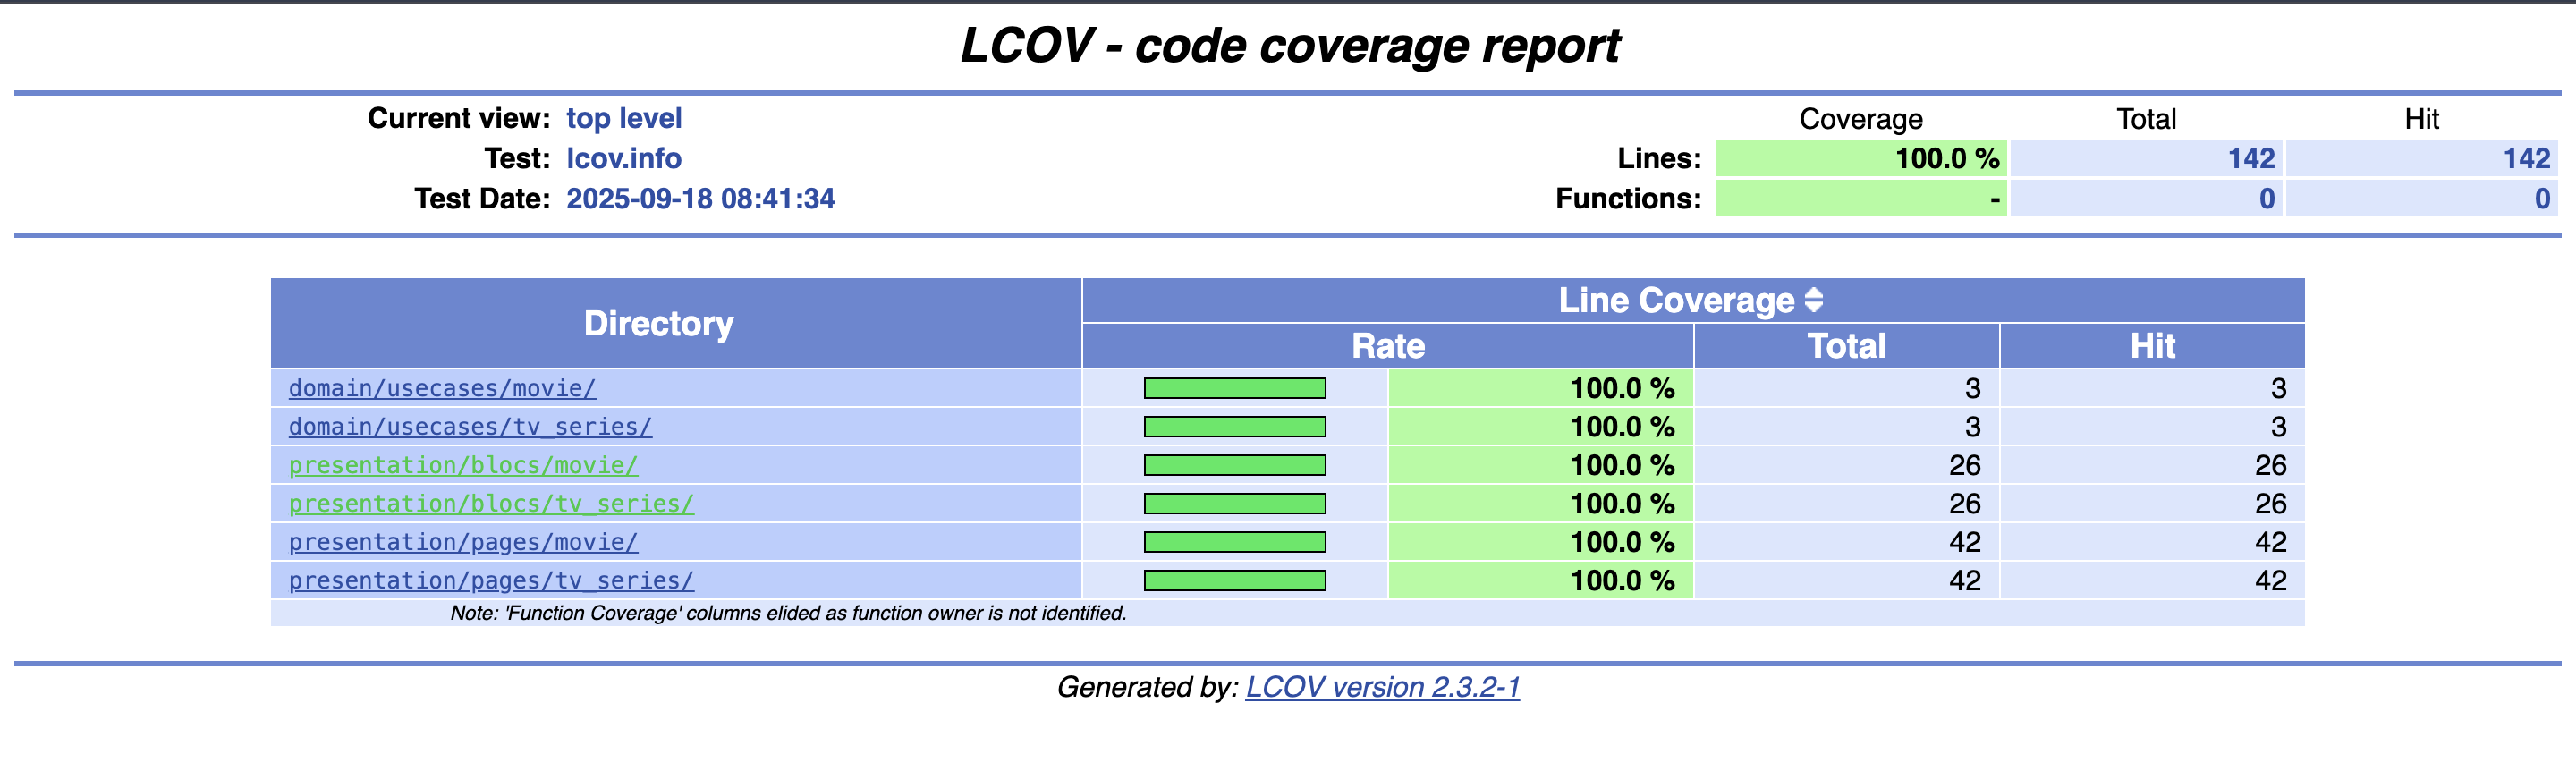 LCOV - code coverage report
Current view: top level
Coverage Total Hit
Test: lcov.info
Lines: 100.0 % 142 142
Test Date: 2025-09-18 08:41:34
Functions: - 0 0
Directory
Line Coverage
Rate Total Hit
domain/usecases/movie/ 100.0 % 3 3
domain/usecases/tv_series/ 100.0 % 3 3
presentation/blocs/movie/ 100.0 % 26 26
presentation/blocs/tv_series/ 100.0 % 26 26
presentation/pages/movie/ 100.0 % 42 42
presentation/pages/tv_series/ 100.0 % 42 42
Note: 'Function Coverage' columns elided as function owner is not identified.
Generated by: LCOV version 2.3.2-1